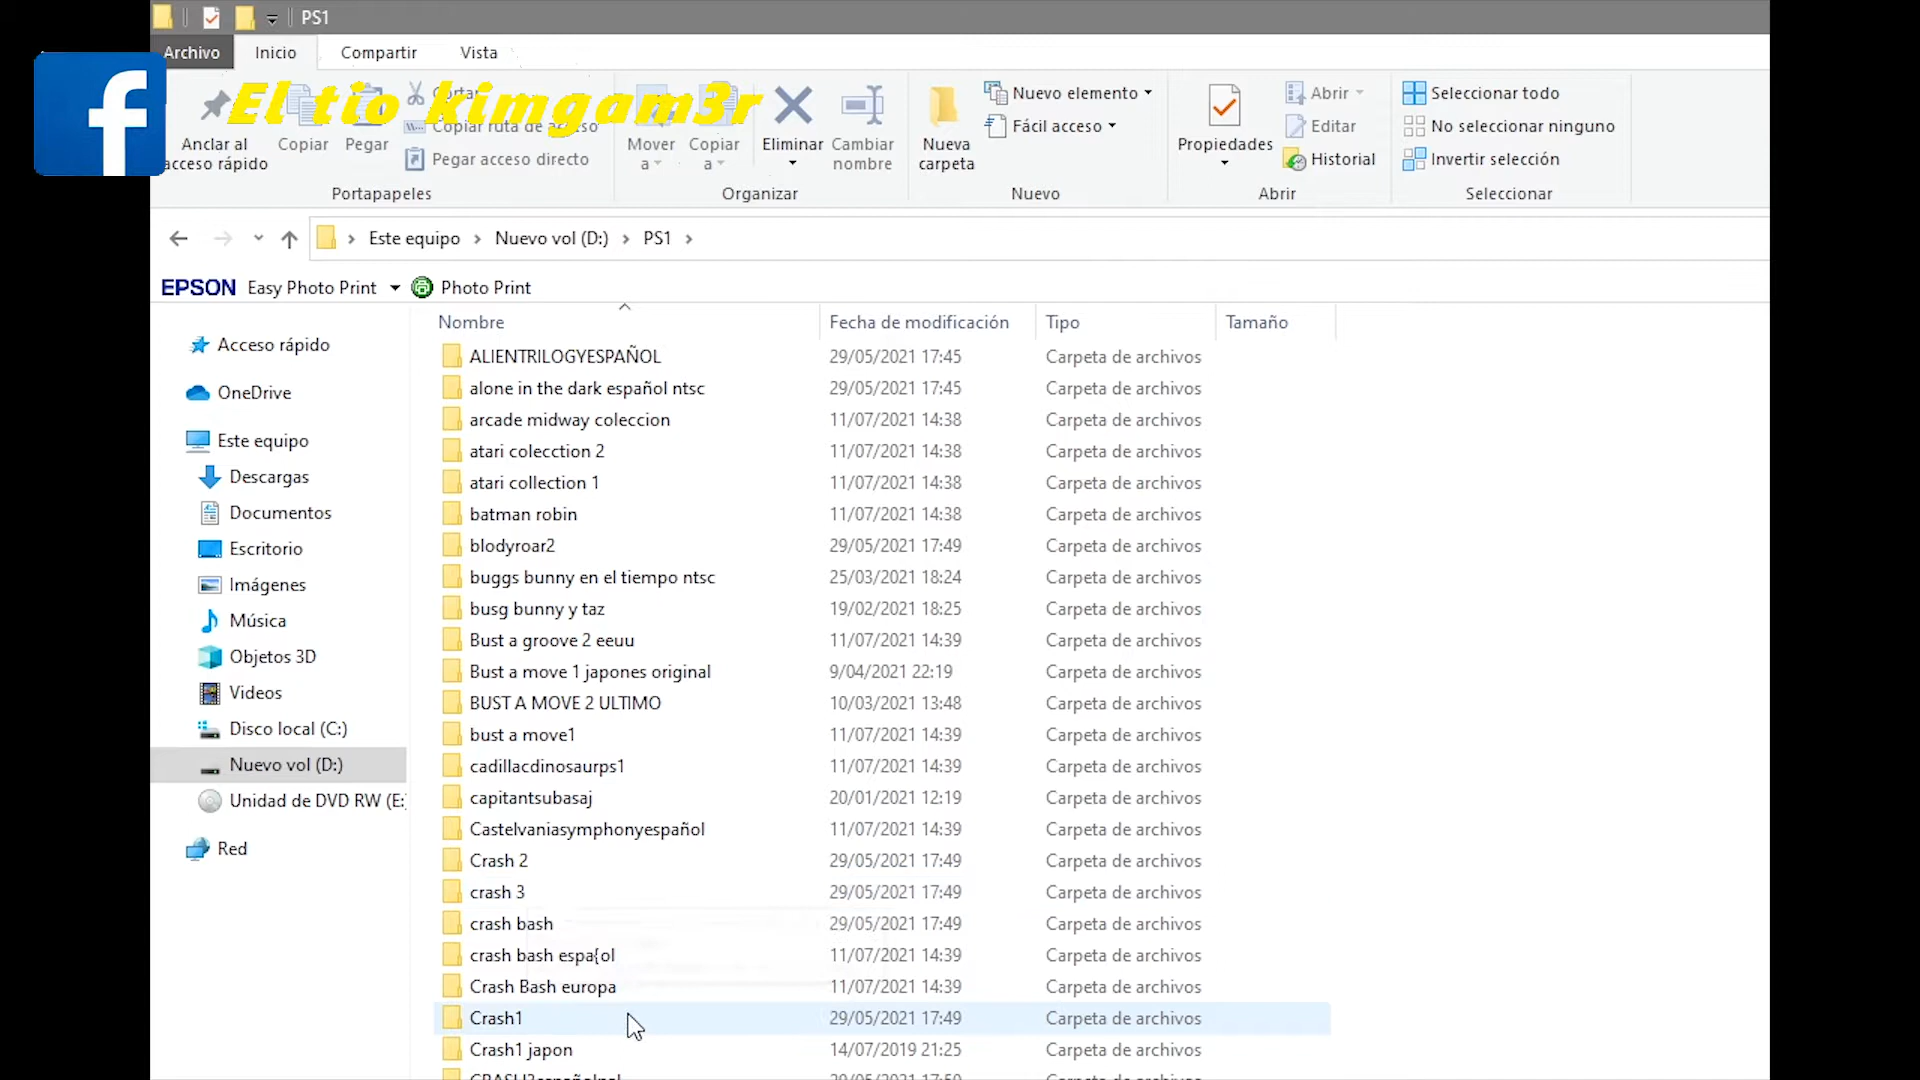 PS1
Archivo Inicio Compartir Vista
El tio kimgam3r
Anclar al acceso rápido
Copiar
Pegar
Cortar
Copiar ruta de acceso
Pegar acceso directo
Portapapeles
Mover a
Copiar a
Eliminar
Cambiar nombre
Organizar
Nueva carpeta
Nuevo elemento
Fácil acceso
Nuevo
Propiedades
Abrir
Editar
Historial
Abrir
Seleccionar todo
No seleccionar ninguno
Invertir selección
Seleccionar
Este equipo > Nuevo vol (D:) > PS1 >
EPSON Easy Photo Print Photo Print
Acceso rápido
OneDrive
Este equipo
Descargas
Documentos
Escritorio
Imágenes
Música
Objetos 3D
Videos
Disco local (C:)
Nuevo vol (D:)
Unidad de DVD RW (E:
Red
Nombre Fecha de modificación Tipo Tamaño
ALIENTRILOGYESPAÑOL 29/05/2021 17:45 Carpeta de archivos
alone in the dark español ntsc 29/05/2021 17:45 Carpeta de archivos
arcade midway coleccion 11/07/2021 14:38 Carpeta de archivos
atari colecction 2 11/07/2021 14:38 Carpeta de archivos
atari collection 1 11/07/2021 14:38 Carpeta de archivos
batman robin 11/07/2021 14:38 Carpeta de archivos
blodyroar2 29/05/2021 17:49 Carpeta de archivos
buggs bunny en el tiempo ntsc 25/03/2021 18:24 Carpeta de archivos
busg bunny y taz 19/02/2021 18:25 Carpeta de archivos
Bust a groove 2 eeuu 11/07/2021 14:39 Carpeta de archivos
Bust a move 1 japones original 9/04/2021 22:19 Carpeta de archivos
BUST A MOVE 2 ULTIMO 10/03/2021 13:48 Carpeta de archivos
bust a move1 11/07/2021 14:39 Carpeta de archivos
cadillacdinosaurps1 11/07/2021 14:39 Carpeta de archivos
capitantsubasaj 20/01/2021 12:19 Carpeta de archivos
Castelvaniasymphonyespañol 11/07/2021 14:39 Carpeta de archivos
Crash 2 29/05/2021 17:49 Carpeta de archivos
crash 3 29/05/2021 17:49 Carpeta de archivos
crash bash 29/05/2021 17:49 Carpeta de archivos
crash bash espa{ol 11/07/2021 14:39 Carpeta de archivos
Crash Bash europa 11/07/2021 14:39 Carpeta de archivos
Crash1 29/05/2021 17:49 Carpeta de archivos
Crash1 japon 14/07/2019 21:25 Carpeta de archivos